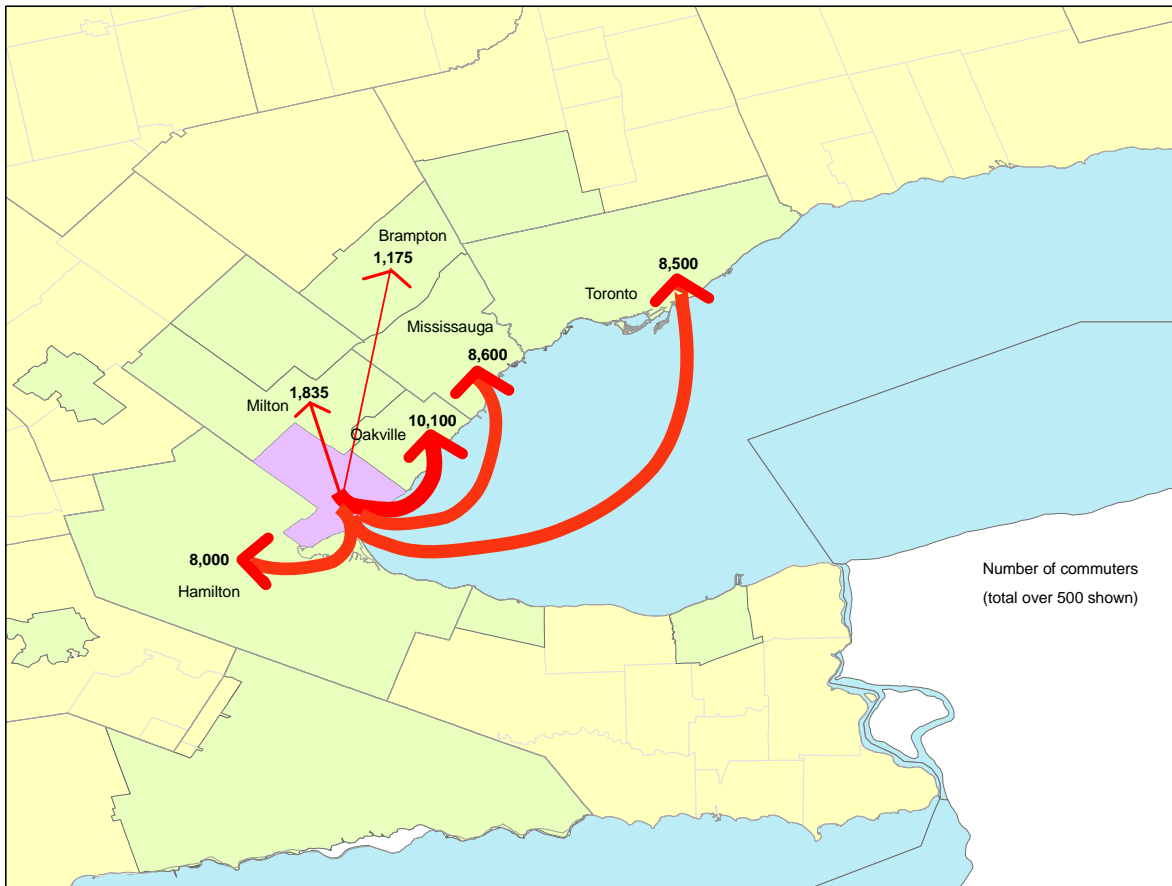 Brampton
1,175
8,500
Toronto
Mississauga
8,600
1,835
Milton
10,100
Oakville
8,000
Hamilton
Number of commuters
(total over 500 shown)